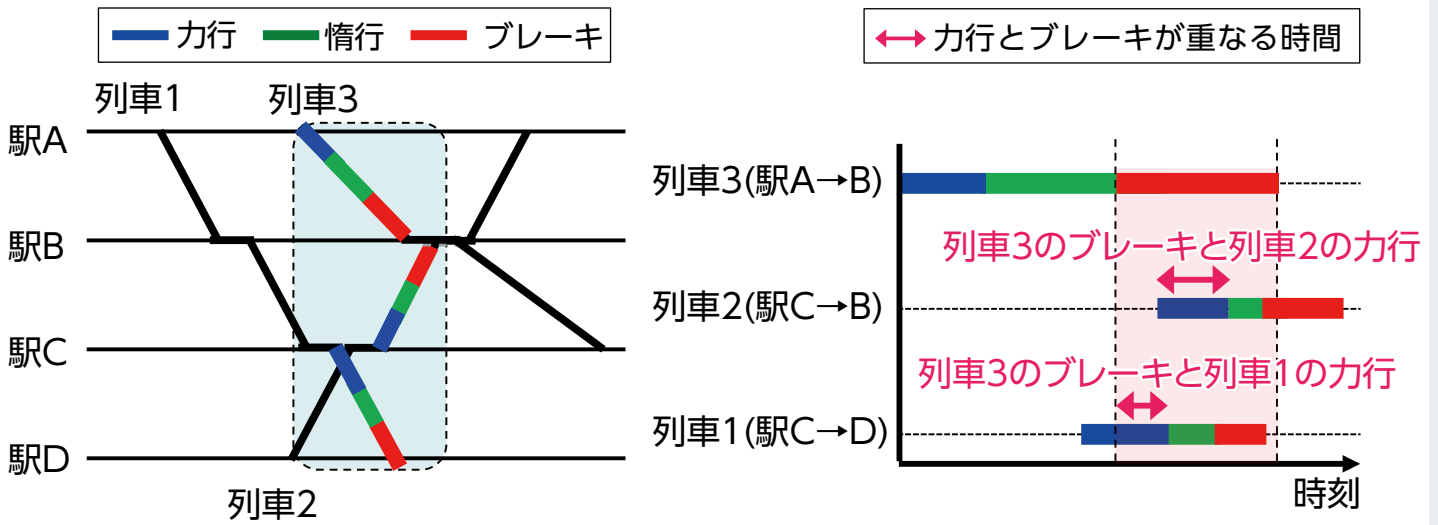 力行 惰行 ブレーキ
列車1 列車3
駅A
駅B
駅C
駅D
列車2
力行とブレーキが重なる時間
列車3(駅A→B)
列車3のブレーキと列車2の力行
列車2(駅C→B)
列車3のブレーキと列車1の力行
列車1(駅C→D)
時刻